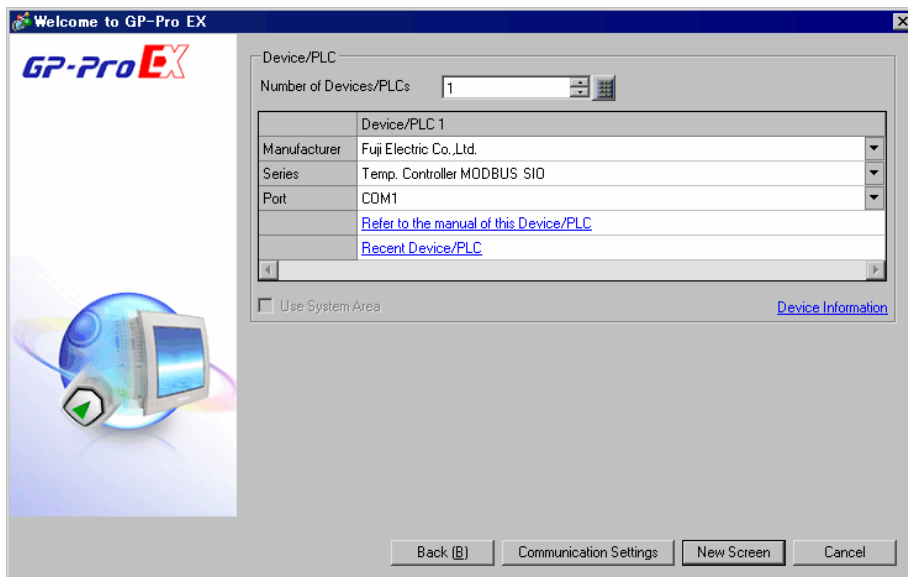 Welcome to GP-Pro EX
GP-Pro EX
Device/PLC
Number of Devices/PLCs 1
Device/PLC 1
Manufacturer Fuji Electric Co.,Ltd.
Series Temp. Controller MODBUS SIO
Port COM1
Refer to the manual of this Device/PLC
Recent Device/PLC
Use System Area Device Information
Back (B) Communication Settings New Screen Cancel